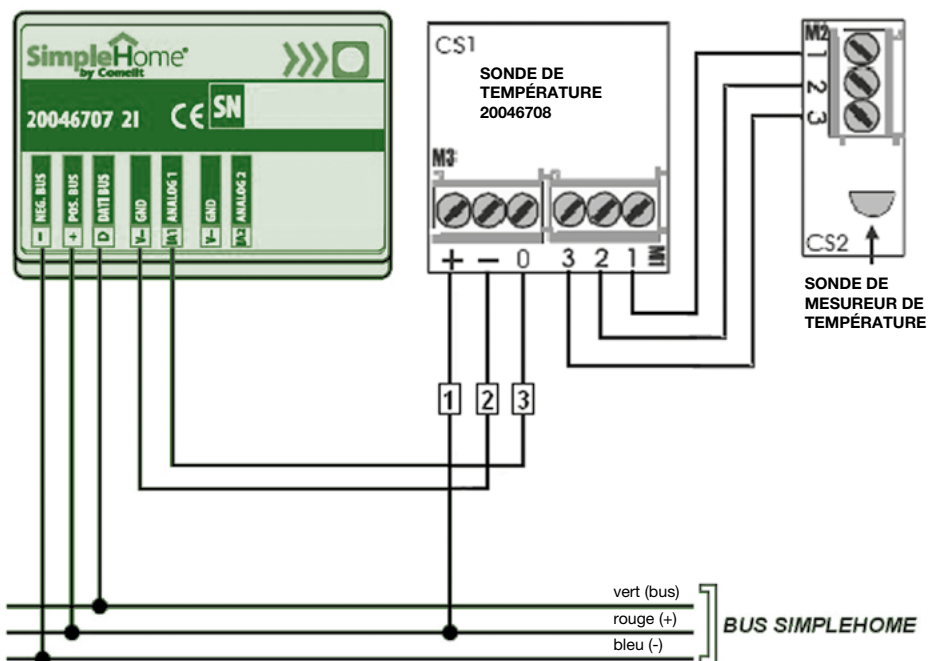 SimpleHome®
by Comelit
20046707 2I
CE
SN
NEG. BUS
POS. BUS
DATI BUS
GND
ANALOG 1
GND
ANALOG 2
–
+
D
V–
IA1
V–
IA2
CS1
SONDE DE
TEMPÉRATURE
20046708
M3
+ – 0
3 2 1
M1
M2
1
2
3
CS2
SONDE DE
MESUREUR DE
TEMPÉRATURE
1 2 3
vert (bus)
rouge (+)
bleu (-)
BUS SIMPLEHOME